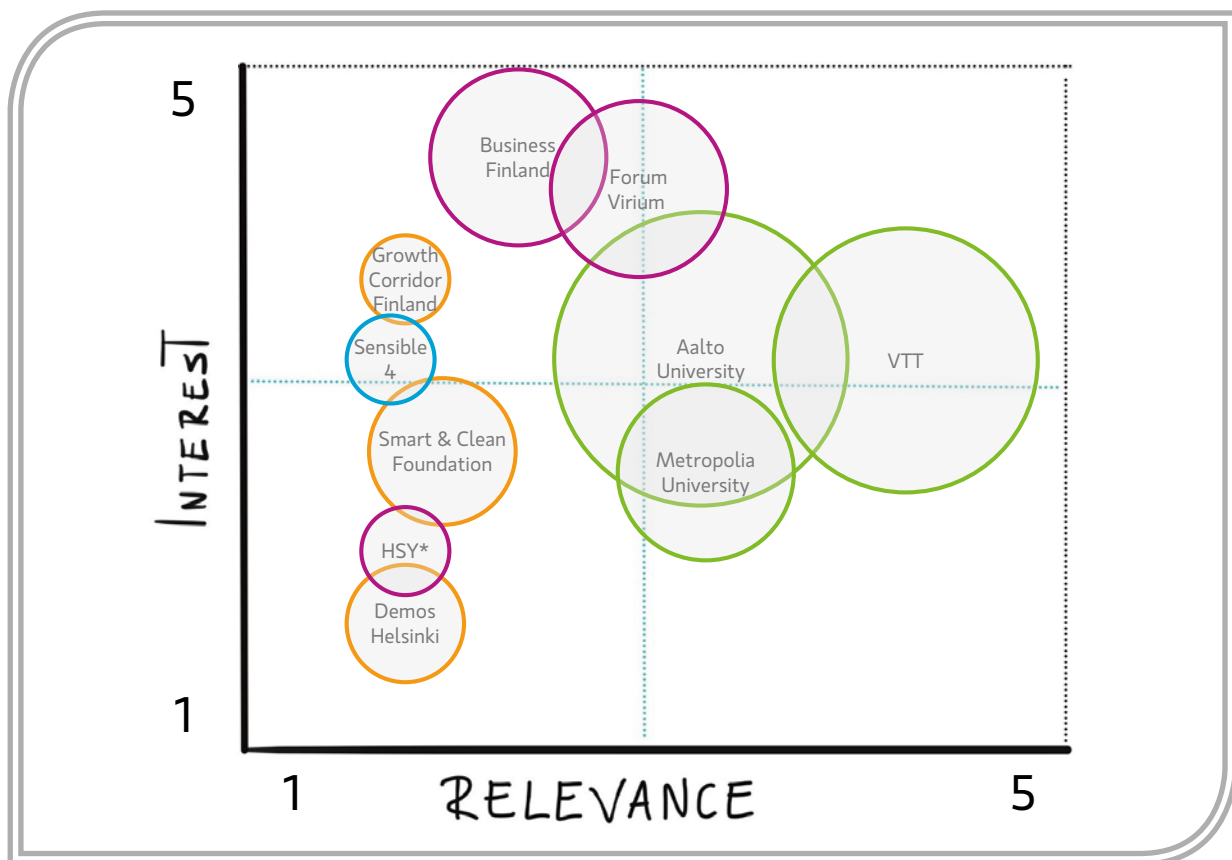 5
Business
Finland
Forum
Virium
Growth
Corridor
Finland
Sensible
4
Aalto
University
VTT
Smart & Clean
Foundation
Metropolia
University
HSY*
Demos
Helsinki
INTEREST
1
1
RELEVANCE
5